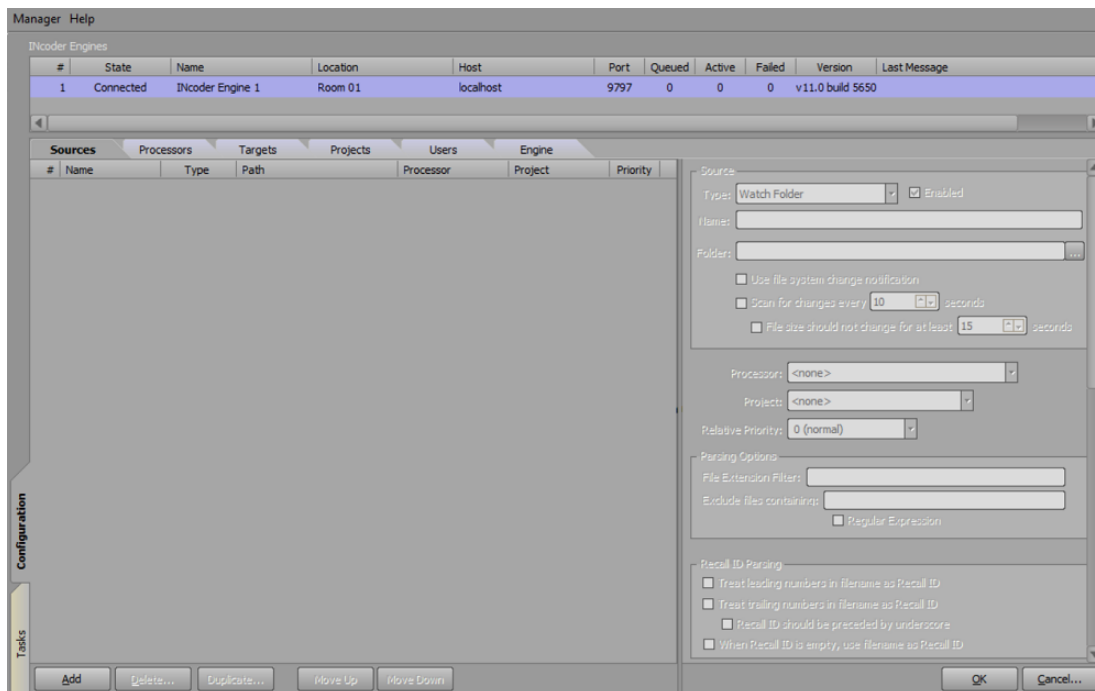 Manager Help
INcoder Engines
# State Name Location Host Port Queued Active Failed Version Last Message
1 Connected INcoder Engine 1 Room 01 localhost 9797 0 0 0 v11.0 build 5650
Sources Processors Targets Projects Users Engine
# Name Type Path Processor Project Priority
Source
Type: Watch Folder Enabled
Name:
Folder: ...
Use file system change notification
Scan for changes every 10 seconds
File size should not change for at least 15 seconds
Processor: <none>
Project: <none>
Relative Priority: 0 (normal)
Parsing Options
File Extension Filter:
Exclude files containing:
Regular Expression
Recall ID Parsing
Treat leading numbers in filename as Recall ID
Treat trailing numbers in filename as Recall ID
Recall ID should be preceded by underscore
When Recall ID is empty, use filename as Recall ID
Configuration
Tasks
Add Delete... Duplicate... Move Up Move Down OK Cancel...